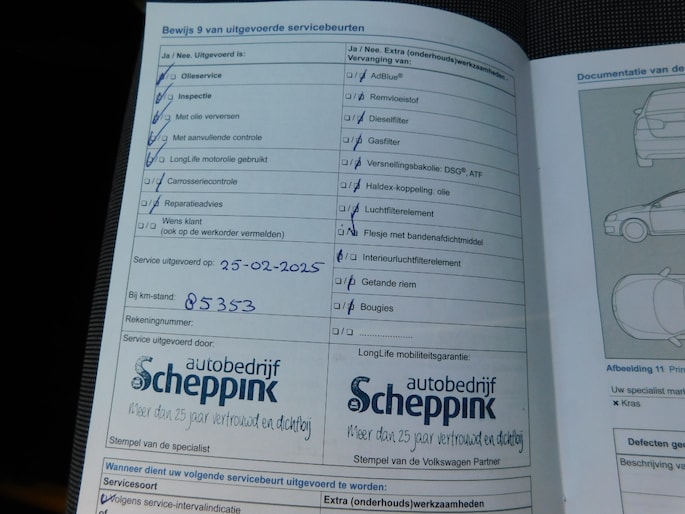 Bewijs 9 van uitgevoerde servicebeurten
Ja / Nee. Uitgevoerd is:
Olieservice
Inspectie
Met olie verversen
Met aanvullende controle
LongLife motorolie gebruikt
Carrosseriecontrole
Reparatieadvies
Wens klant
(ook op de werkorder vermelden)
Service uitgevoerd op: 25-02-2025
Bij km-stand: 85353
Rekeningnummer:
Service uitgevoerd door:
autobedrijf
Scheppink
Meer dan 25 jaar vertrouwd en dichtbij
Stempel van de specialist
Ja / Nee. Extra (onderhouds)werkzaamheden -
Vervanging van:
AdBlue®
Remvloeistof
Dieselfilter
Gasfilter
Versnellingsbakolie: DSG®, ATF
Haldex-koppeling: olie
Luchtfilterelement
Flesje met bandenafdichtmiddel
Interieurluchtfilterelement
Getande riem
Bougies
.....................
LongLife mobiliteitsgarantie:
autobedrijf
Scheppink
Meer dan 25 jaar vertrouwd en dichtbij
Stempel van de Volkswagen Partner
Wanneer dient uw volgende servicebeurt uitgevoerd te worden:
Servicesoort
Extra (onderhouds)werkzaamheden
Volgens service-intervalindicatie
of
Documentatie van de
Afbeelding 11 Prin
Uw specialist mark
× Kras
Defecten gec
Beschrijving va